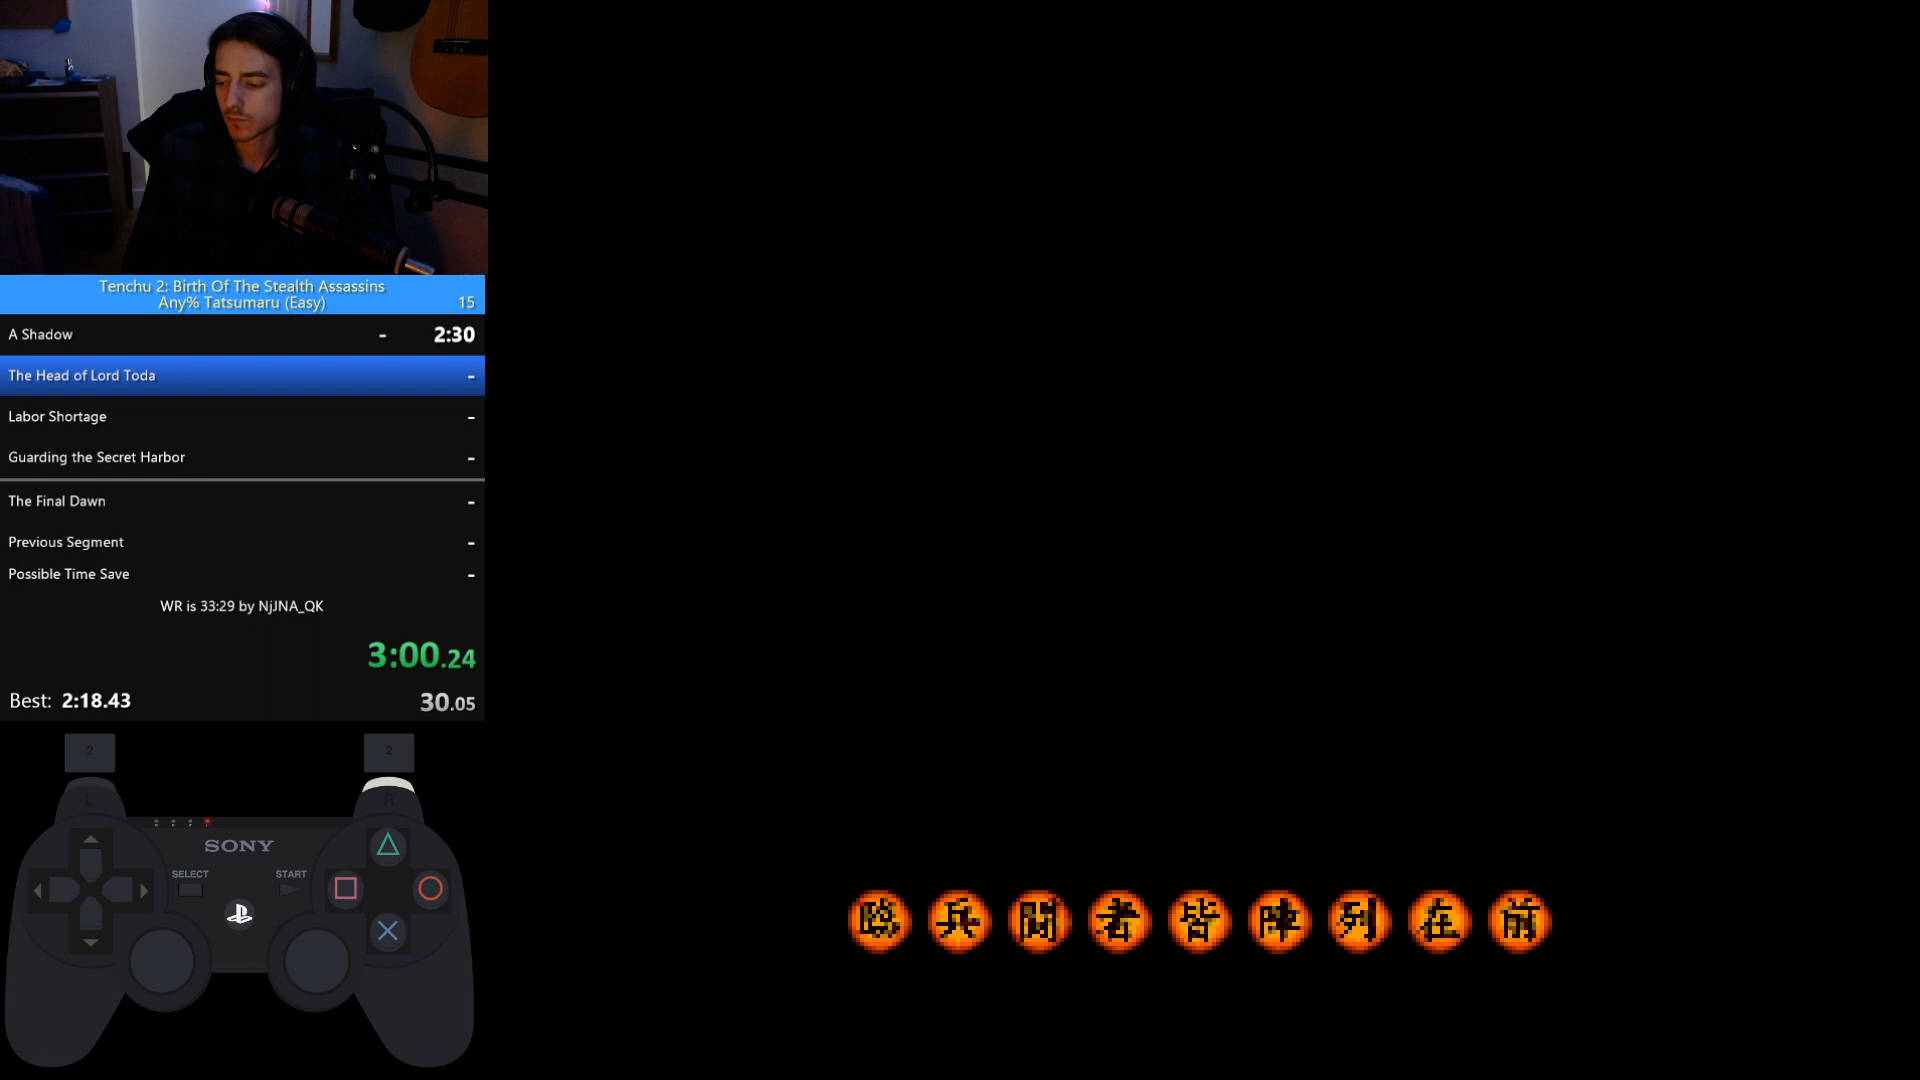 Tenchu 2: Birth Of The Stealth Assassins
Any% Tatsumaru (Easy) 15
A Shadow - 2:30
The Head of Lord Toda -
Labor Shortage -
Guarding the Secret Harbor -
The Final Dawn -
Previous Segment -
Possible Time Save -
WR is 33:29 by NjJNA_QK
3:00.24
Best: 2:18.43 30.05
2 2
L R
SONY
SELECT START
臨 兵 闘 者 皆 陣 列 在 前